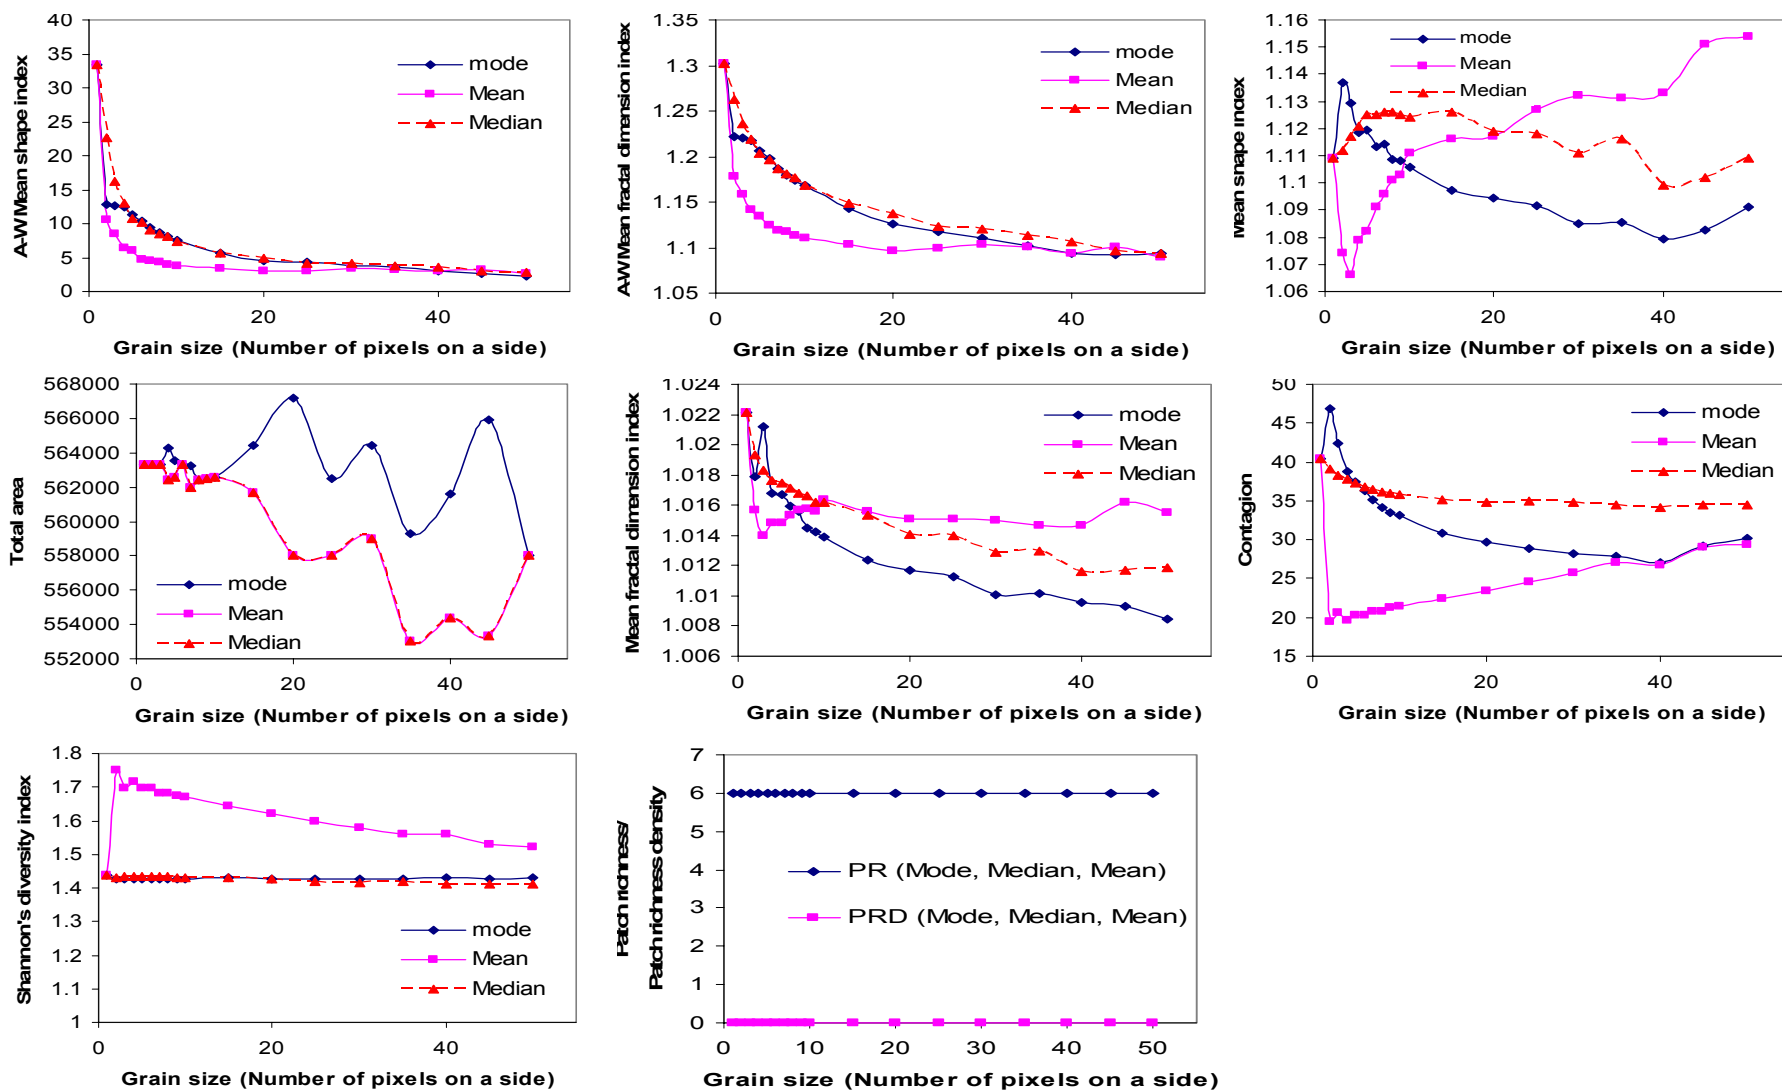 A-W Mean shape index
40
35
30
25
20
15
10
5
0
mode
Mean
Median
0 20 40
Grain size (Number of pixels on a side)
A-W Mean fractal dimension index
1.35
1.3
1.25
1.2
1.15
1.1
1.05
mode
Mean
Median
0 20 40
Grain size (Number of pixels on a side)
Mean snape index
1.16
1.15
1.14
1.13
1.12
1.11
1.1
1.09
1.08
1.07
1.06
mode
Mean
Median
0 20 40
Grain size (Number of pixels on a side)
Total area
568000
566000
564000
562000
560000
558000
556000
554000
552000
mode
Mean
Median
0 20 40
Grain size (Number of pixels on a side)
Mean fractal dimension index
1.024
1.022
1.02
1.018
1.016
1.014
1.012
1.01
1.008
1.006
mode
Mean
Median
0 20 40
Grain size (Number of pixels on a side)
Contagion
50
45
40
35
30
25
20
15
mode
Mean
Median
0 20 40
Grain size (Number of pixels on a side)
Shannon's diversity index
1.8
1.7
1.6
1.5
1.4
1.3
1.2
1.1
1
mode
Mean
Median
0 20 40
Grain size (Number of pixels on a side)
Patch richness/
Patch richness density
7
6
5
4
3
2
1
0
PR (Mode, Median, Mean)
PRD (Mode, Median, Mean)
0 10 20 30 40 50
Grain size (Number of pixels on a side)